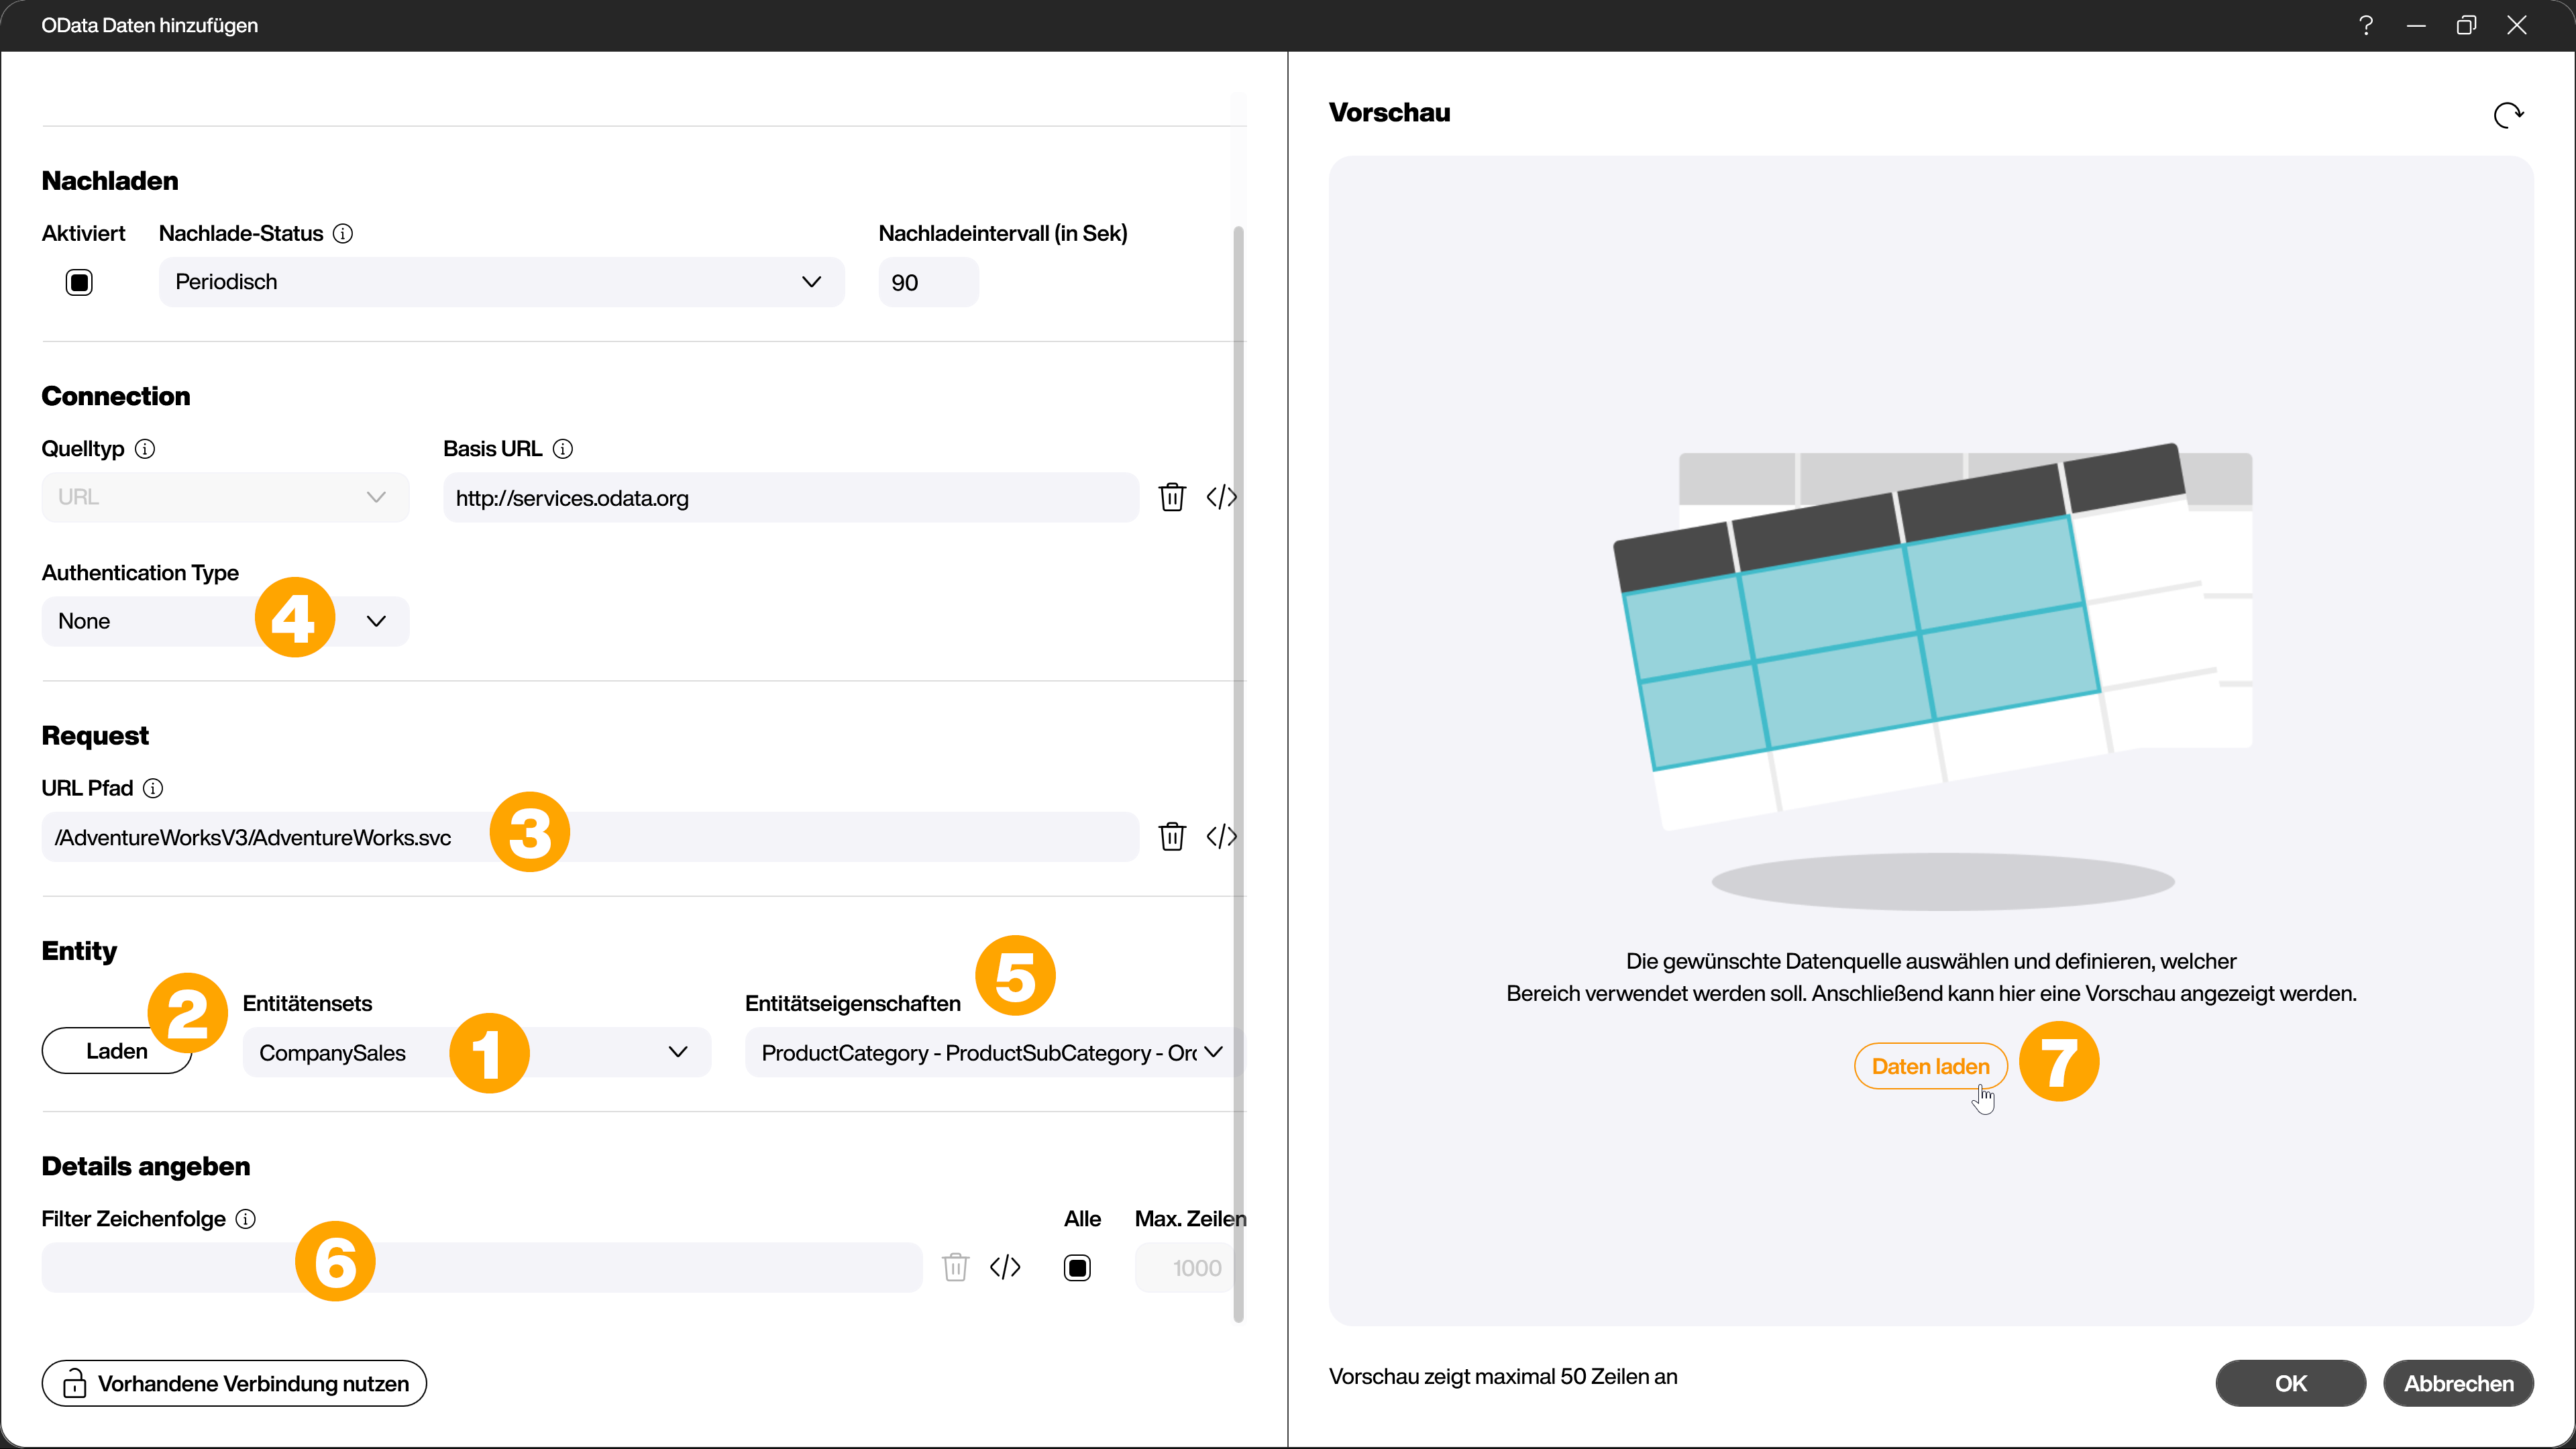 OData Daten hinzufügen
Nachladen
Aktiviert
Nachlade-Status
Nachladeintervall (in Sek)
Periodisch
90
Connection
Quelltyp
Basis URL
URL
http://services.odata.org
Authentication Type
None
4
Request
URL Pfad
/AdventureWorksV3/AdventureWorks.svc
3
Entity
5
2
Entitätensets
Entitätseigenschaften
Laden
CompanySales
1
ProductCategory - ProductSubCategory - Orc
Details angeben
Filter Zeichenfolge
Alle
Max. Zeilen
6
1000
Vorhandene Verbindung nutzen
Vorschau
Die gewünschte Datenquelle auswählen und definieren, welcher
Bereich verwendet werden soll. Anschließend kann hier eine Vorschau angezeigt werden.
Daten laden
7
Vorschau zeigt maximal 50 Zeilen an
OK
Abbrechen